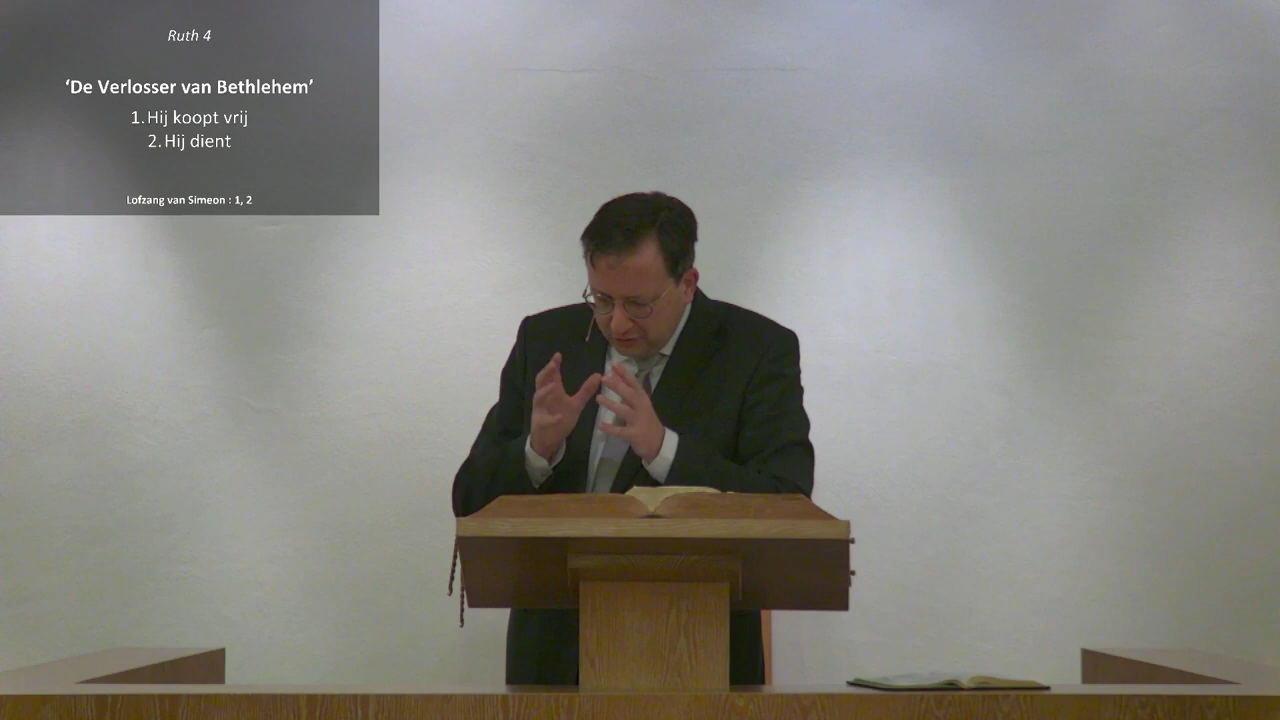 Ruth 4
‘De Verlosser van Bethlehem’
1. Hij koopt vrij
2. Hij dient
Lofzang van Simeon : 1, 2